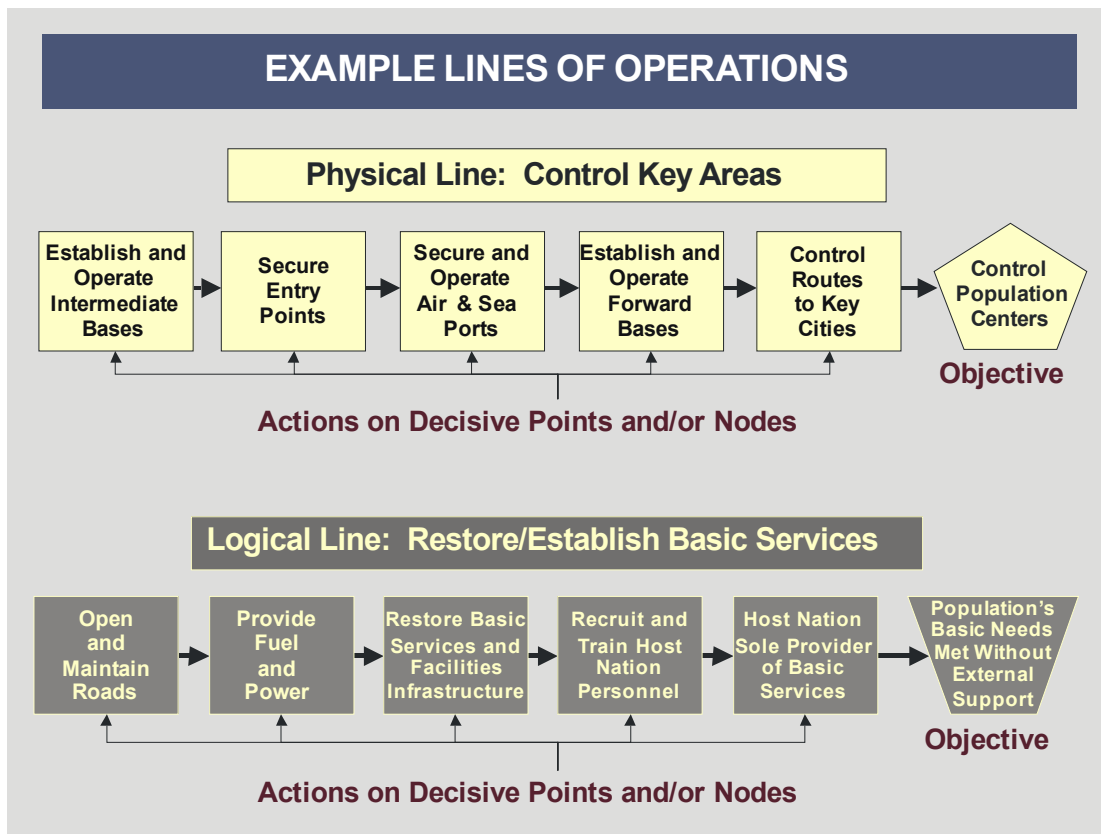 EXAMPLE LINES OF OPERATIONS
Physical Line: Control Key Areas
Establish and
Operate
Intermediate
Bases
Secure
Entry
Points
Secure and
Operate
Air & Sea
Ports
Establish and
Operate
Forward
Bases
Control
Routes
to Key
Cities
Control
Population
Centers
Objective
Actions on Decisive Points and/or Nodes
Logical Line: Restore/Establish Basic Services
Open
and
Maintain
Roads
Provide
Fuel
and
Power
Restore Basic
Services and
Facilities
Infrastructure
Recruit and
Train Host
Nation
Personnel
Host Nation
Sole Provider
of Basic
Services
Population's
Basic Needs
Met Without
External
Support
Objective
Actions on Decisive Points and/or Nodes